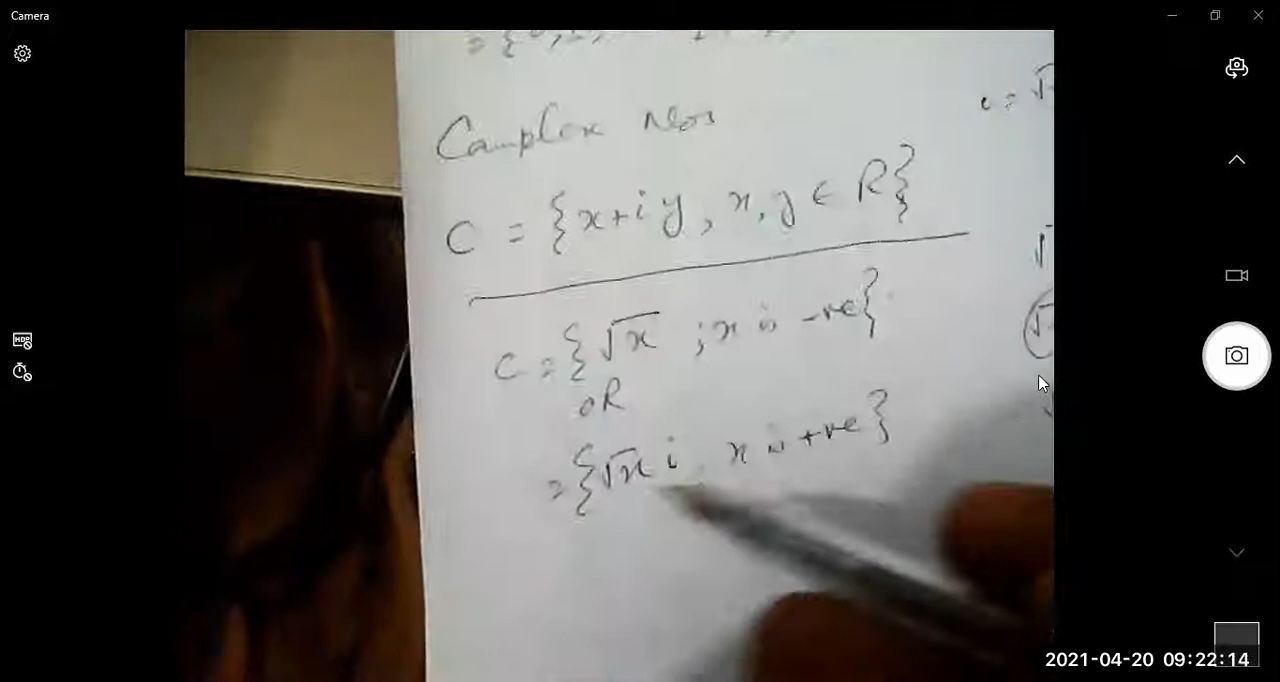 Camera
Complex Nos
C = {x+iy, x, y ∈ R}
C = {√x ; x is -ve}
OR
= {√x i, x is +ve}
2021-04-20 09:22:14